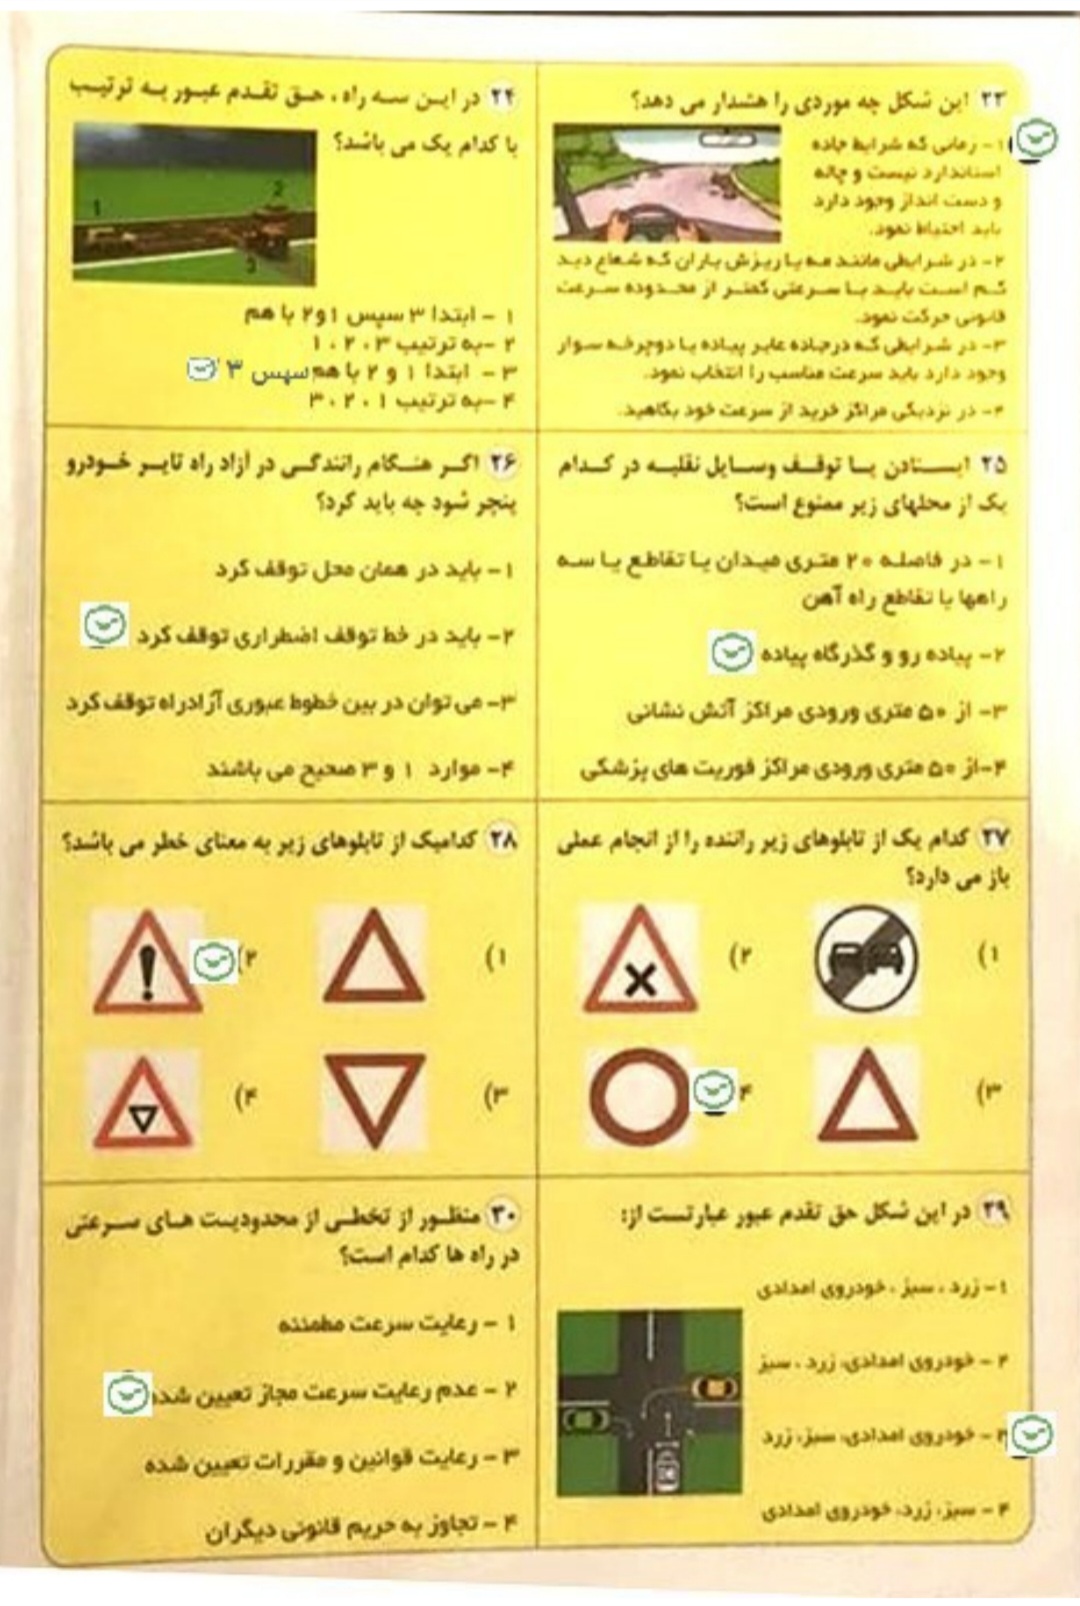 ۲۳ این شکل چه موردی را هشدار می دهد؟
۱- زمانی که شرایط جاده
استاندارد نیست و چاله
و دست انداز وجود دارد
باید احتیاط نمود.
۲- در شرایطی مانند مه یا ریزش باران که شعاع دید
کم است باید با سرعتی کمتر از محدوده سرعت
قانونی حرکت نمود.
۳- در شرایطی که درجاده عابر پیاده یا دوچرخه سوار
وجود دارد باید سرعت مناسب را انتخاب نمود.
۴- در نزدیکی مراکز خرید از سرعت خود بکاهید.
۲۴ در این سه راه، حق تقدم عبور به ترتیب
با کدام یک می باشد؟
1
2
3
۱ - ابتدا ۳ سپس ۱و۲ با هم
۲ -به ترتیب ۳ ، ۲ ، ۱
۳ - ابتدا ۱ و ۲ با هم سهس ۳
۴ -به ترتیب ۱ ، ۲ ، ۳
۲۵ ایستادن یا توقف وسایل نقلیه در کدام
یک از محلهای زیر ممنوع است؟
۱- در فاصله ۲۰ متری میدان یا تقاطع یا سه
راهها یا تقاطع راه آهن
۲- پیاده رو و گذرگاه پیاده
۳- از ۵۰ متری ورودی مراکز آتش نشانی
۴-از ۵۰ متری ورودی مراکز فوریت های پزشکی
۲۶ اگر هنگام رانندگی در آزاد راه تایر خودرو
پنچر شود چه باید کرد؟
۱- باید در همان محل توقف کرد
۲- باید در خط توقف اضطراری توقف کرد
۳- می توان در بین خطوط عبوری آزادراه توقف کرد
۴- موارد ۱ و ۳ صحیح می باشند
۲۷ کدام یک از تابلوهای زیر راننده را از انجام عملی
باز می دارد؟
۱)
۲)
۳)
۴
۲۸ کدامیک از تابلوهای زیر به معنای خطر می باشد؟
۱)
۲)
۳)
۴)
۲۹ در این شکل حق تقدم عبور عبارتست از:
۱- زرد ، سبز ، خودروی امدادی
۲ - خودروی امدادی، زرد ، سبز
۳ - خودروی امدادی، سبز، زرد
۴ - سبز، زرد، خودروی امدادی
۳۰ منظور از تخطی از محدودیت های سرعتی
در راه ها کدام است؟
۱ - رعایت سرعت مطمئنه
۲ - عدم رعایت سرعت مجاز تعیین شده
۳ - رعایت قوانین و مقررات تعیین شده
۴ - تجاوز به حریم قانونی دیگران